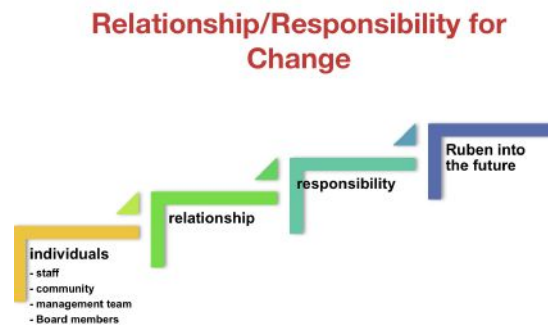 Relationship/Responsibility for
Change
individuals
- staff
- community
- management team
- Board members
relationship
responsibility
Ruben into
the future